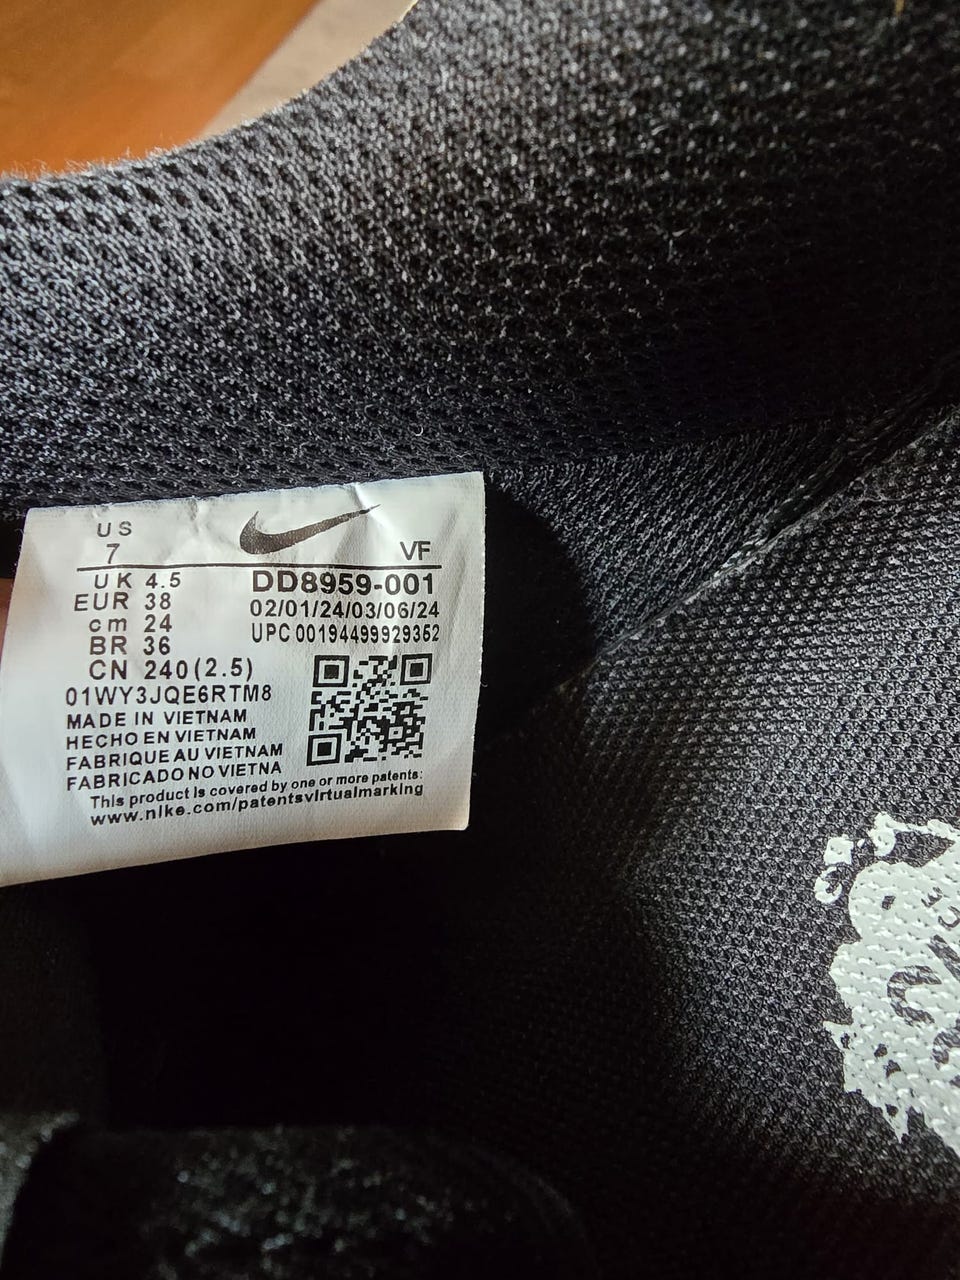 US
7
VF
UK 4.5
EUR 38
cm 24
BR 36
CN 240(2.5)
DD8959-001
02/01/24/03/06/24
UPC 00194499929352
01WY3JQE6RTM8
MADE IN VIETNAM
HECHO EN VIETNAM
FABRIQUE AU VIETNAM
FABRICADO NO VIETNA
This product is covered by one or more patents:
www.nike.com/patentsvirtualmarking